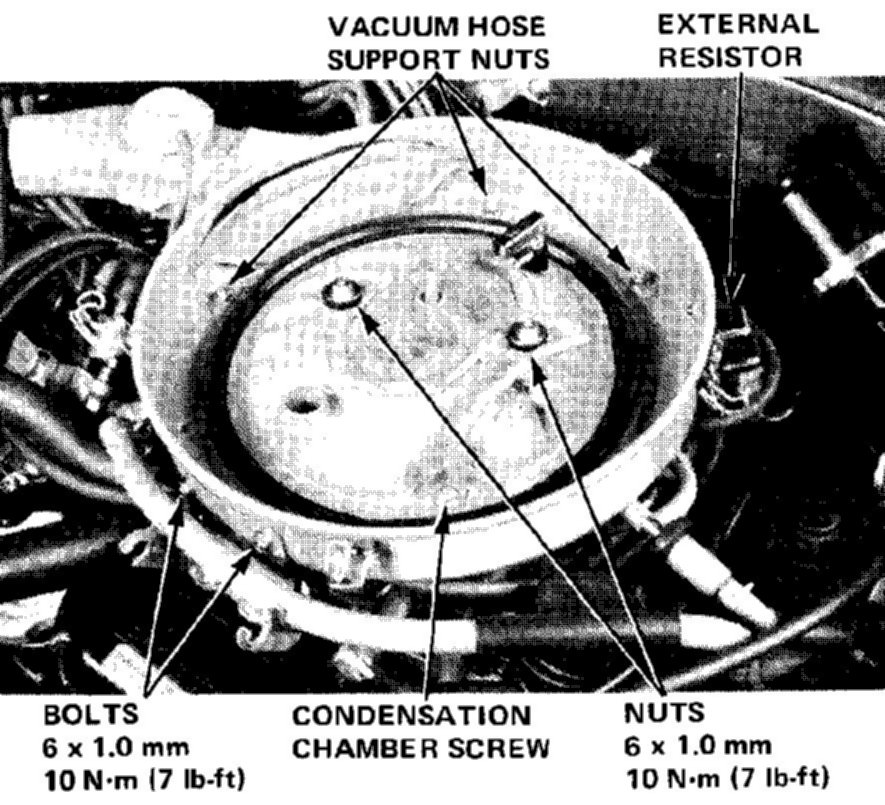 VACUUM HOSE
SUPPORT NUTS
EXTERNAL
RESISTOR
BOLTS
6 x 1.0 mm
10 N·m (7 lb-ft)
CONDENSATION
CHAMBER SCREW
NUTS
6 x 1.0 mm
10 N·m (7 lb-ft)